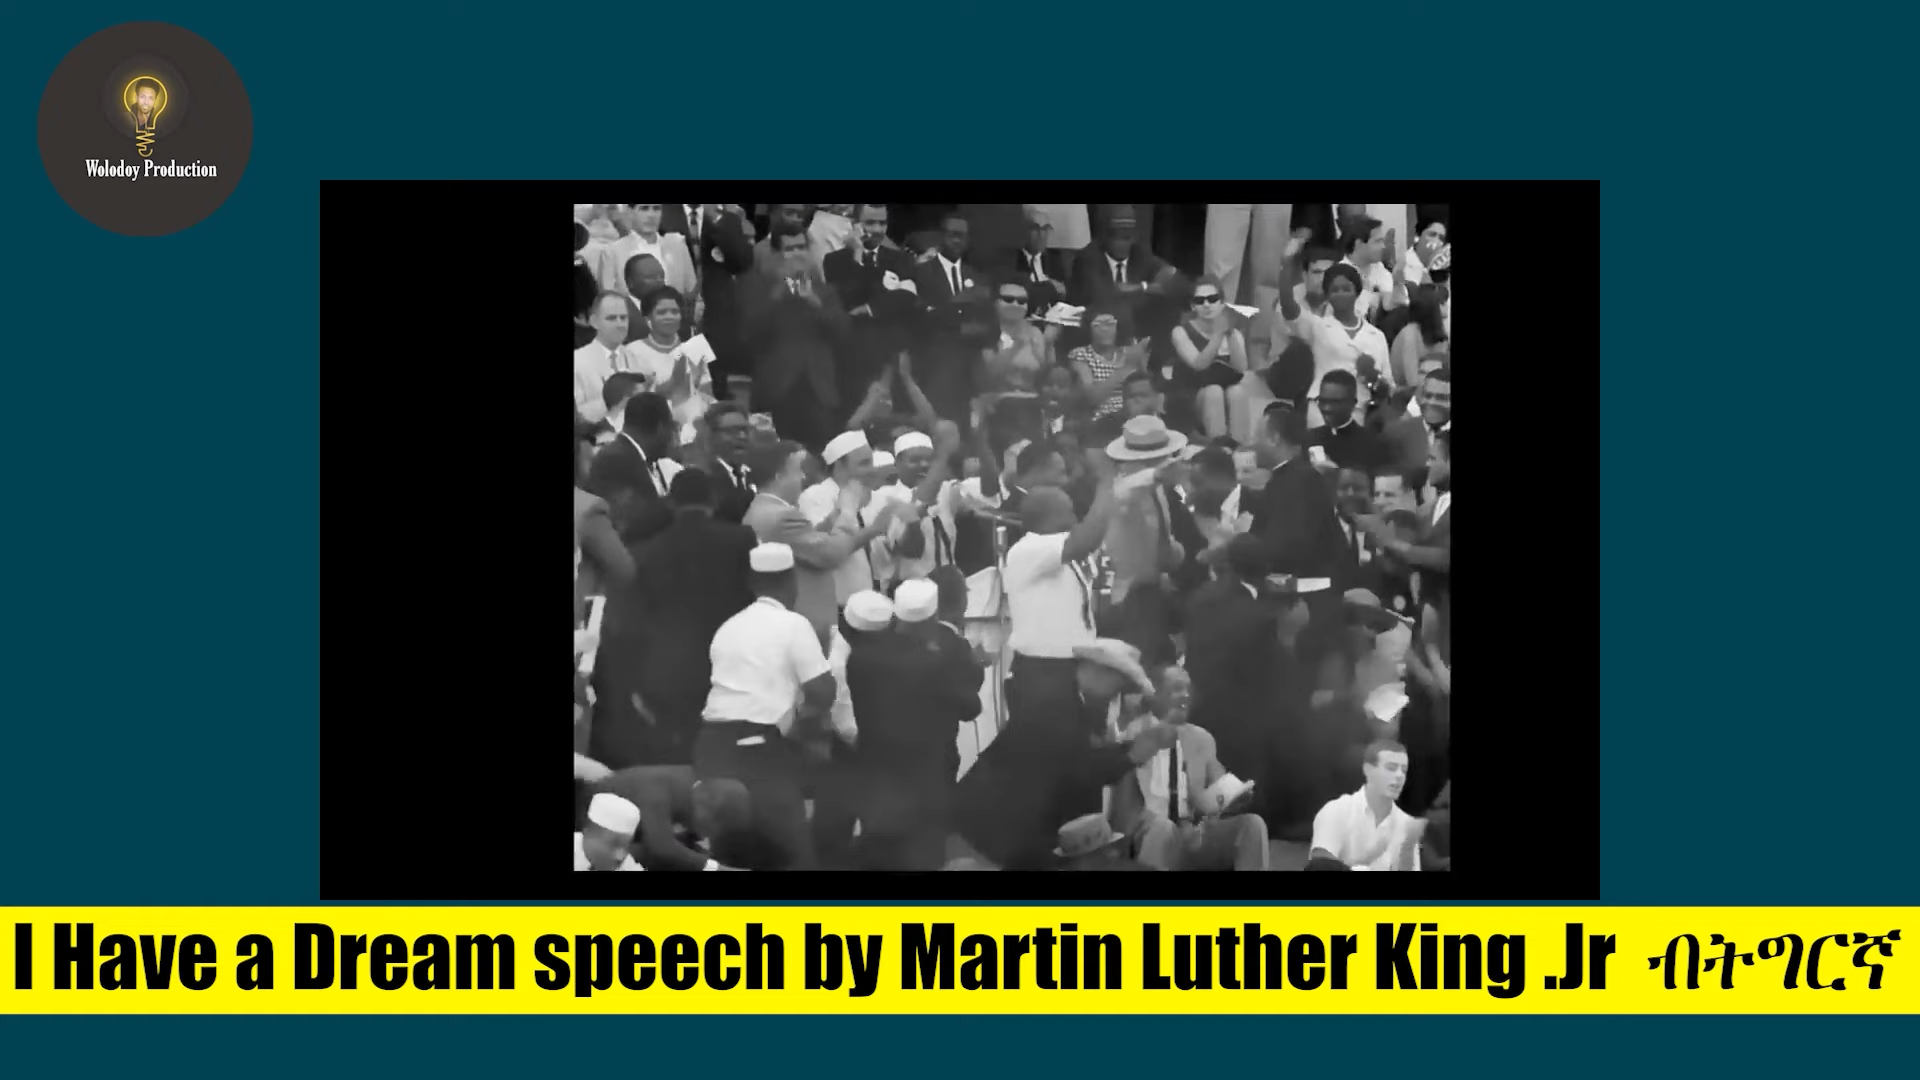 Wolodoy Production
I Have a Dream speech by Martin Luther King .Jr ብትግርኛ